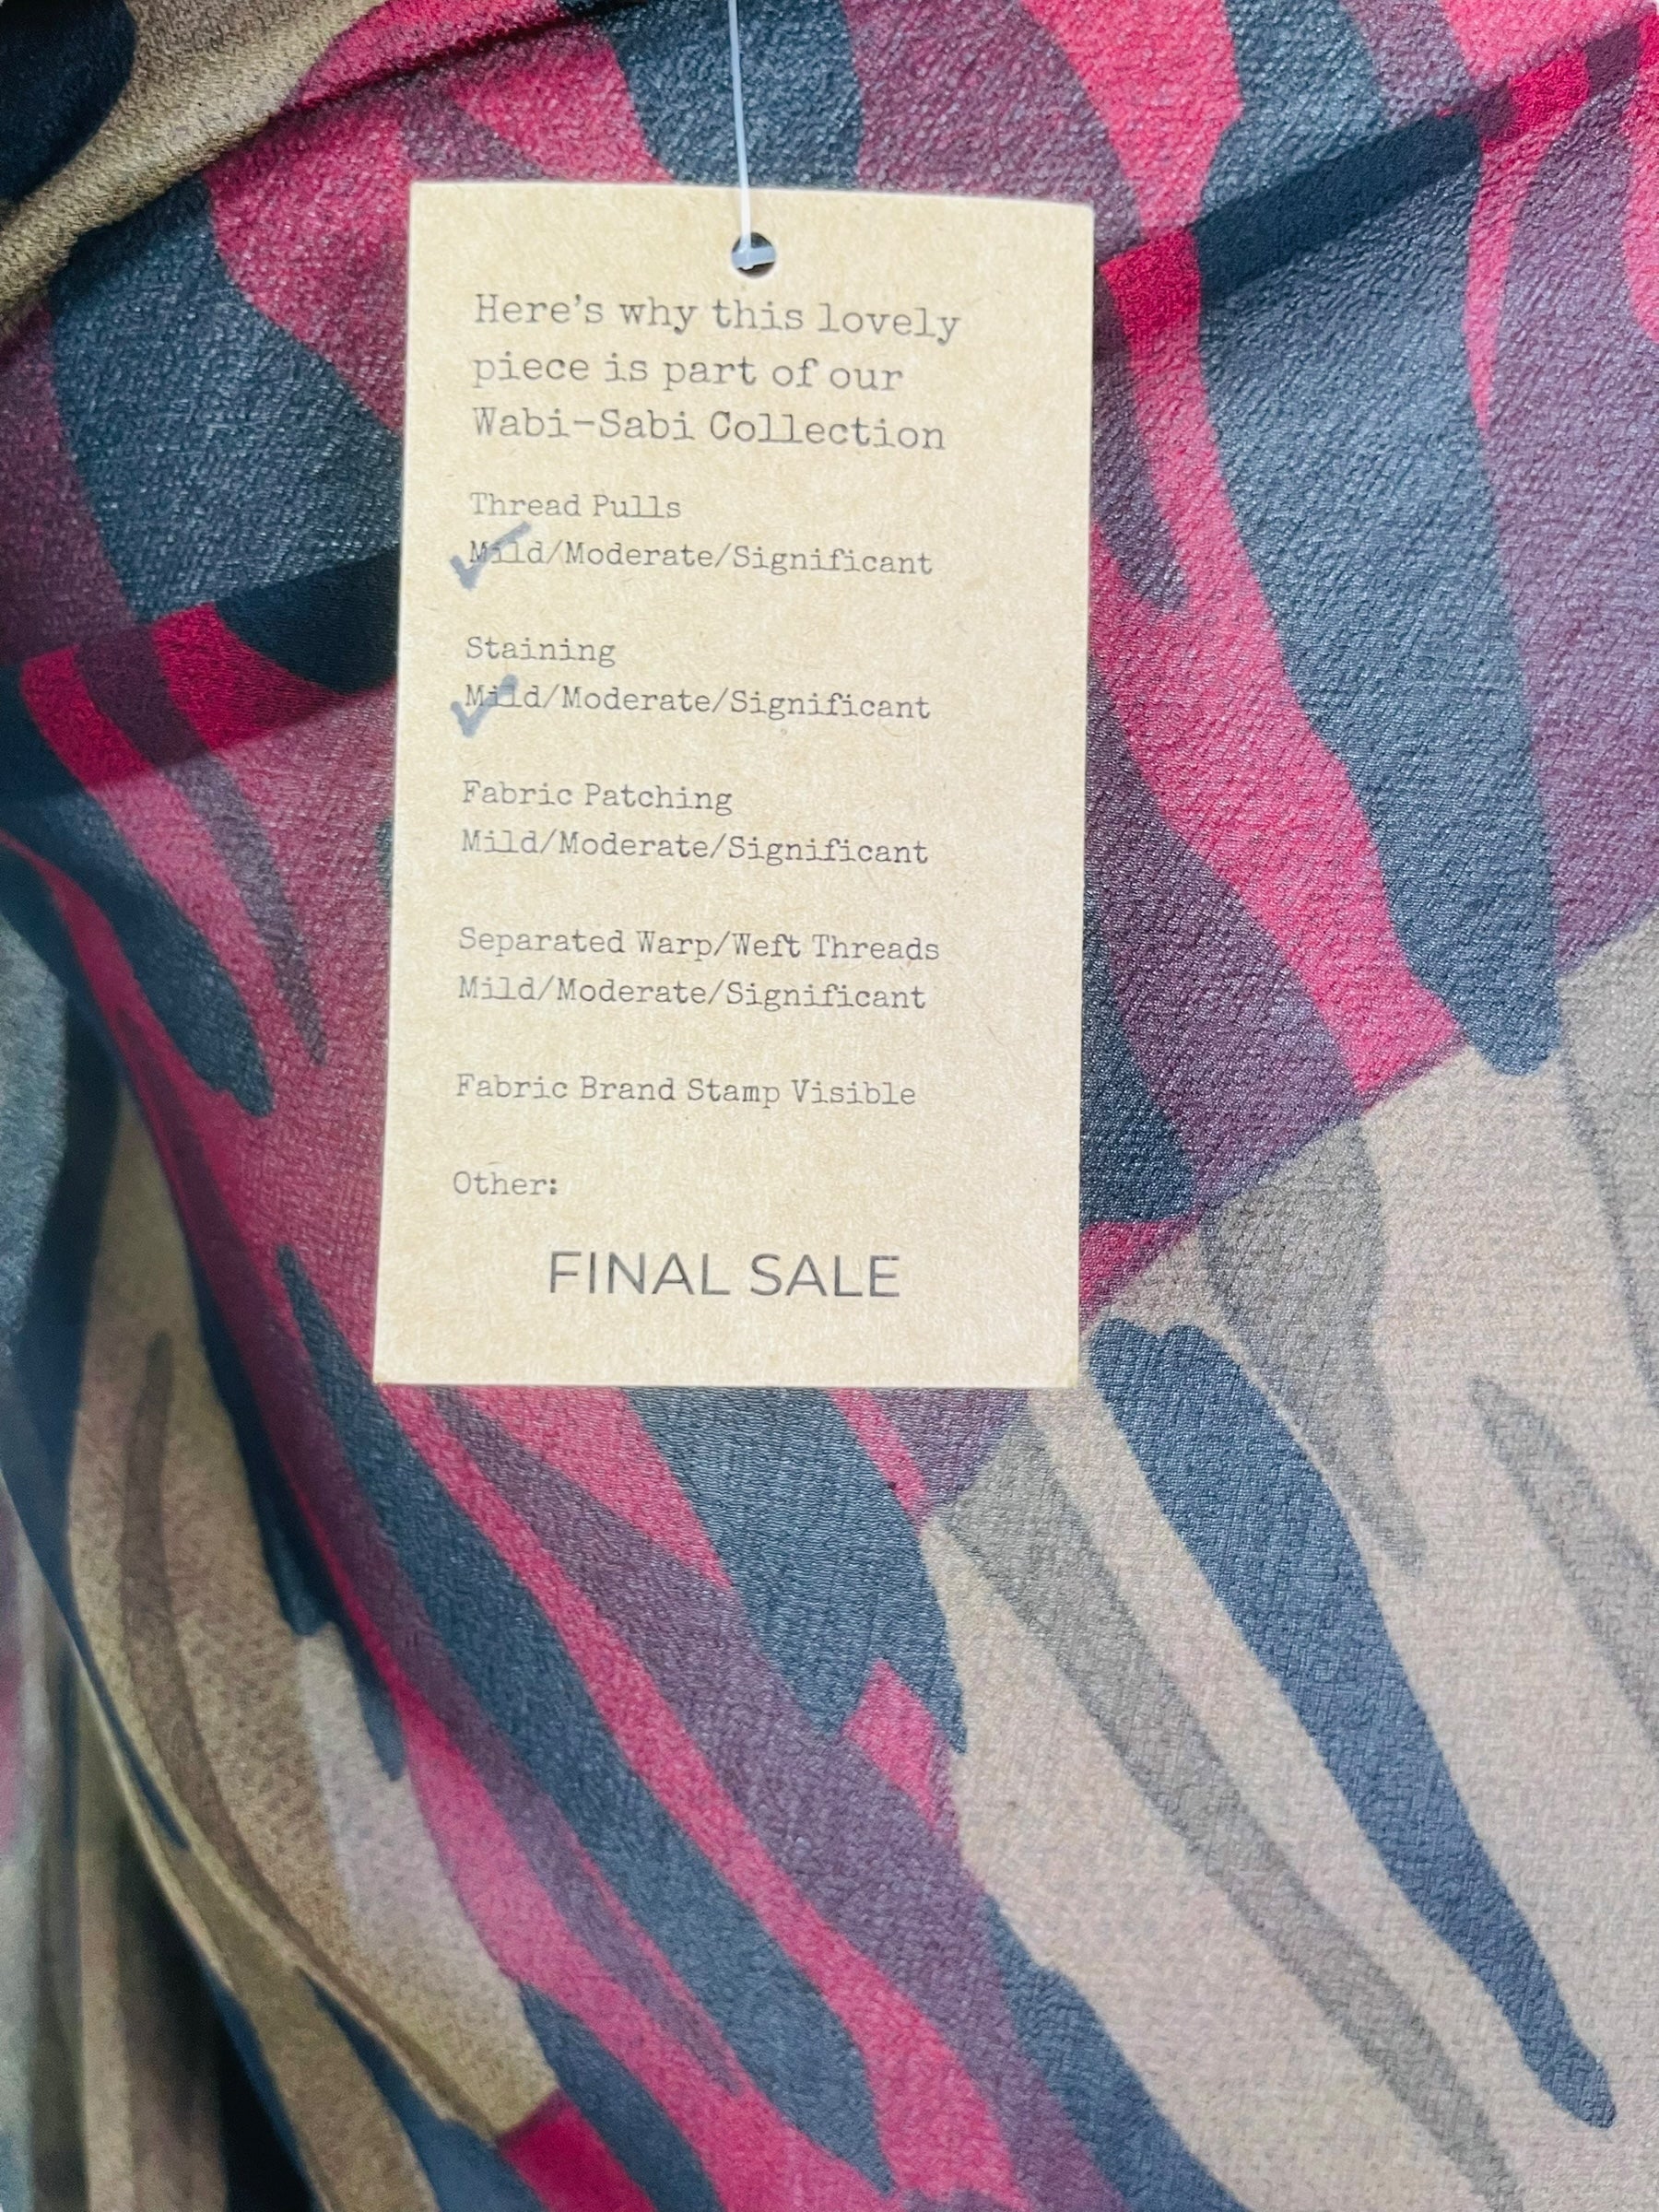 Here's why this lovely
piece is part of our
Wabi-Sabi Collection
Thread Pulls
Mild/Moderate/Significant
Staining
Mild/Moderate/Significant
Fabric Patching
Mild/Moderate/Significant
Separated Warp/Weft Threads
Mild/Moderate/Significant
Fabric Brand Stamp Visible
Other:
FINAL SALE